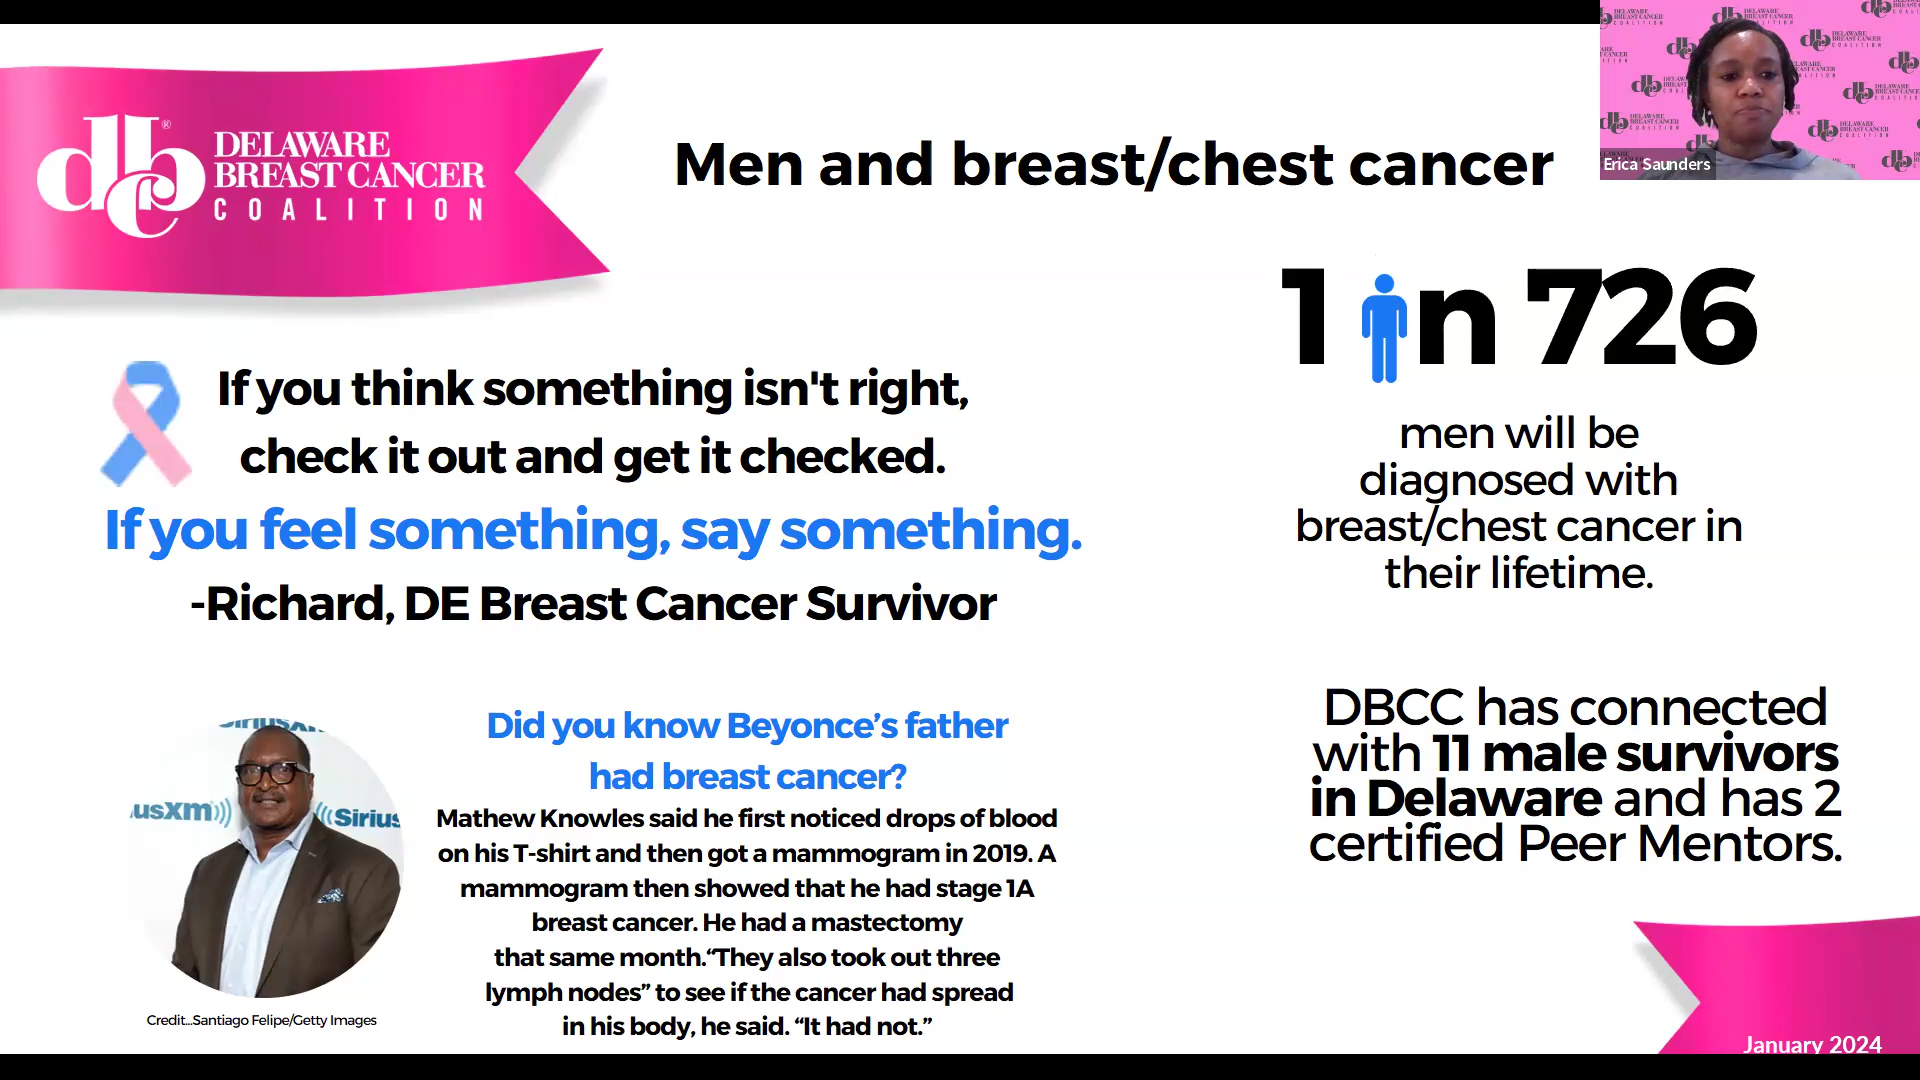 DELAWARE
BREAST CANCER
COALITION
dbcc®
Men and breast/chest cancer
Erica Saunders
1 in 726
men will be
diagnosed with
breast/chest cancer in
their lifetime.
If you think something isn't right,
check it out and get it checked.
If you feel something, say something.
-Richard, DE Breast Cancer Survivor
Did you know Beyonce’s father
had breast cancer?
Mathew Knowles said he first noticed drops of blood
on his T-shirt and then got a mammogram in 2019. A
mammogram then showed that he had stage 1A
breast cancer. He had a mastectomy
that same month.“They also took out three
lymph nodes” to see if the cancer had spread
in his body, he said. “It had not.”
usxm
Sirius
Credit...Santiago Felipe/Getty Images
DBCC has connected
with 11 male survivors
in Delaware and has 2
certified Peer Mentors.
January 2024